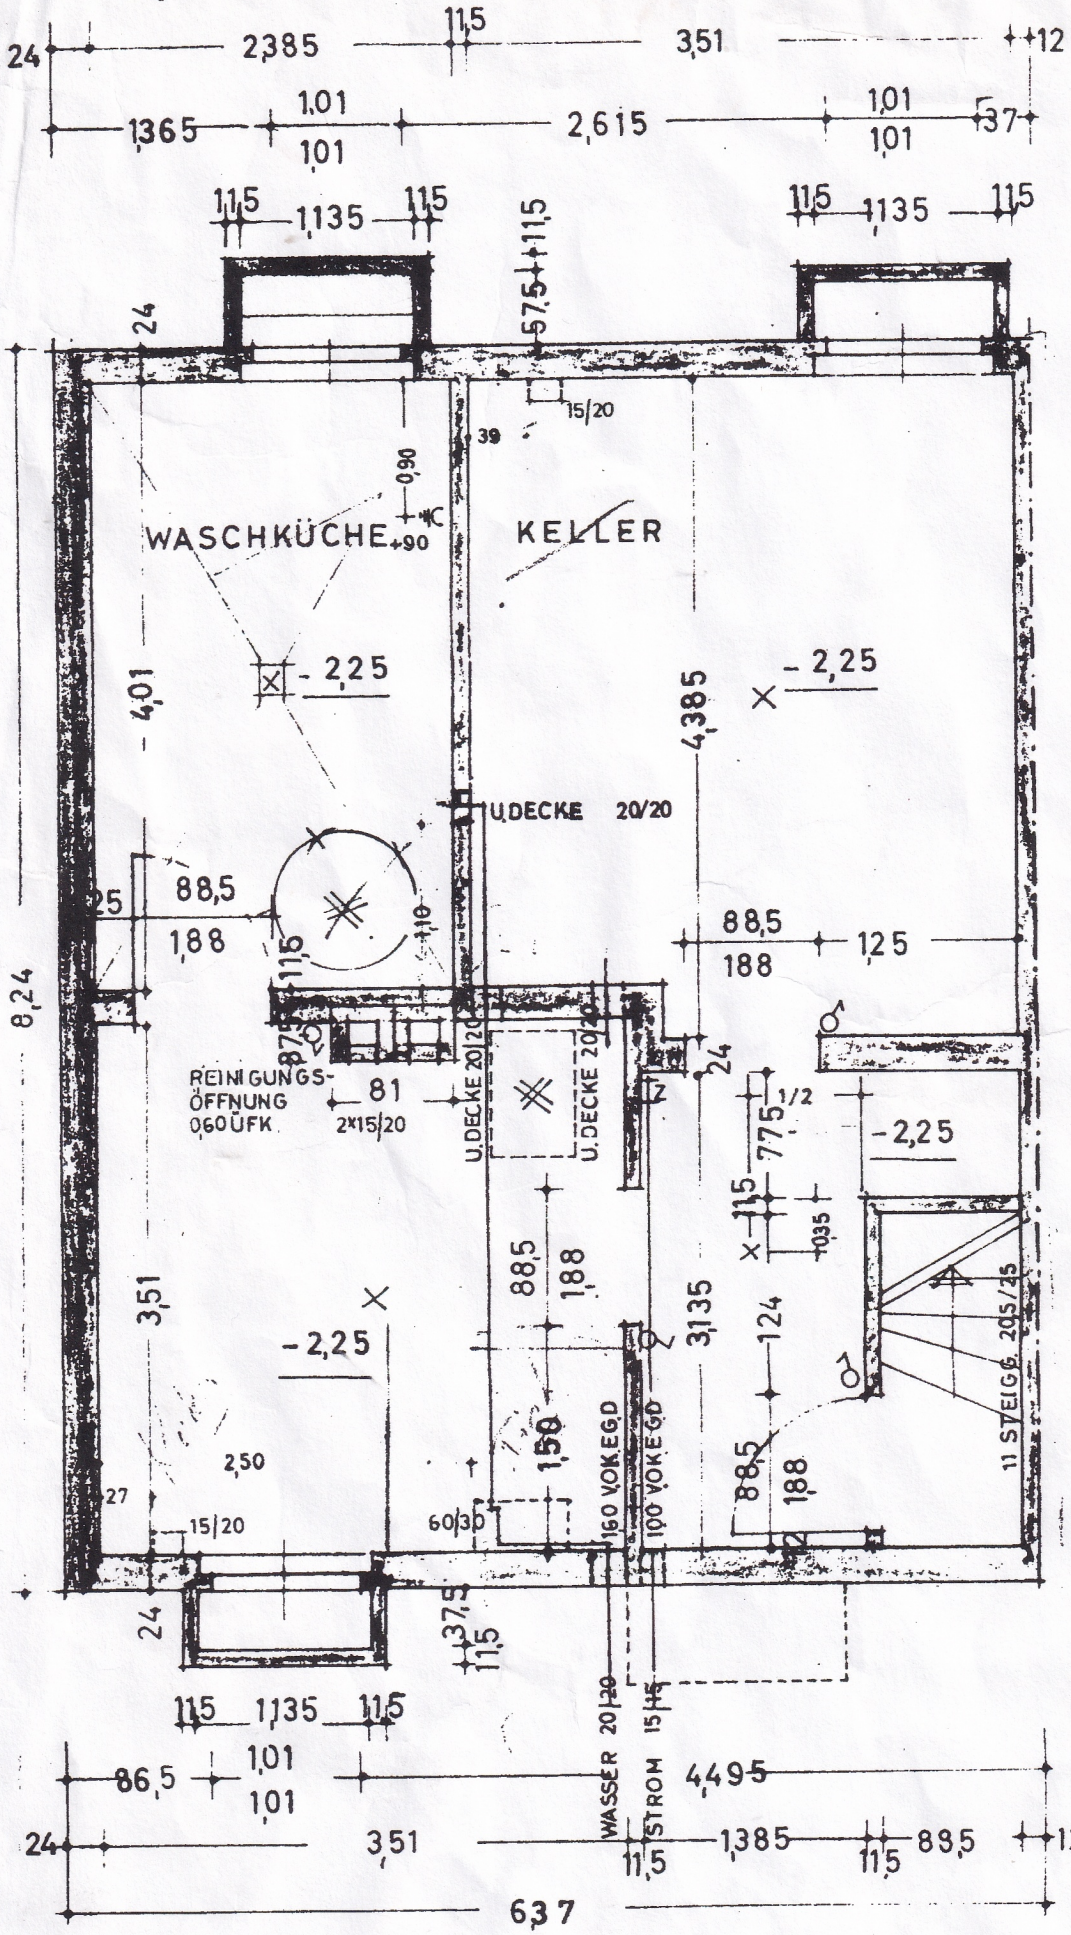 11,5
24 2,385 3,51 12
1,01 1,01
1,365 2,615 37
1,01 1,01
11,5 11,5 11,5 11,5
1,135 1,135
57,5 11,5
24
15/20
39
0,90
WASCHKÜCHE +90
KELLER
- 2,25
- 2,25
4,01
4,385
U.DECKE 20/20
25 88,5
1,88
1,10
88,5 1,25
188
11,5
87,5
8,24
24
REINIGUNGS-
ÖFFNUNG
0,60 ÜFK
81
2x15/20
U.DECKE 20/20
U.DECKE 20/20
1/2
77,5
- 2,25
11,5
0,35
88,5
1,88
3,51
3,135
124
- 2,25
11 STEIGG. 20,5/25
2,50
1,50
160 V.OK.EGD
100 V.OK.EGD
88,5
188
27
15/20
60/30
24
37,5
11,5
11,5 1,135 11,5
WASSER 20/20
STROM 15/15
86,5 1,01 4,495
1,01
24 3,51 1,385 88,5
11,5 11,5
6,37